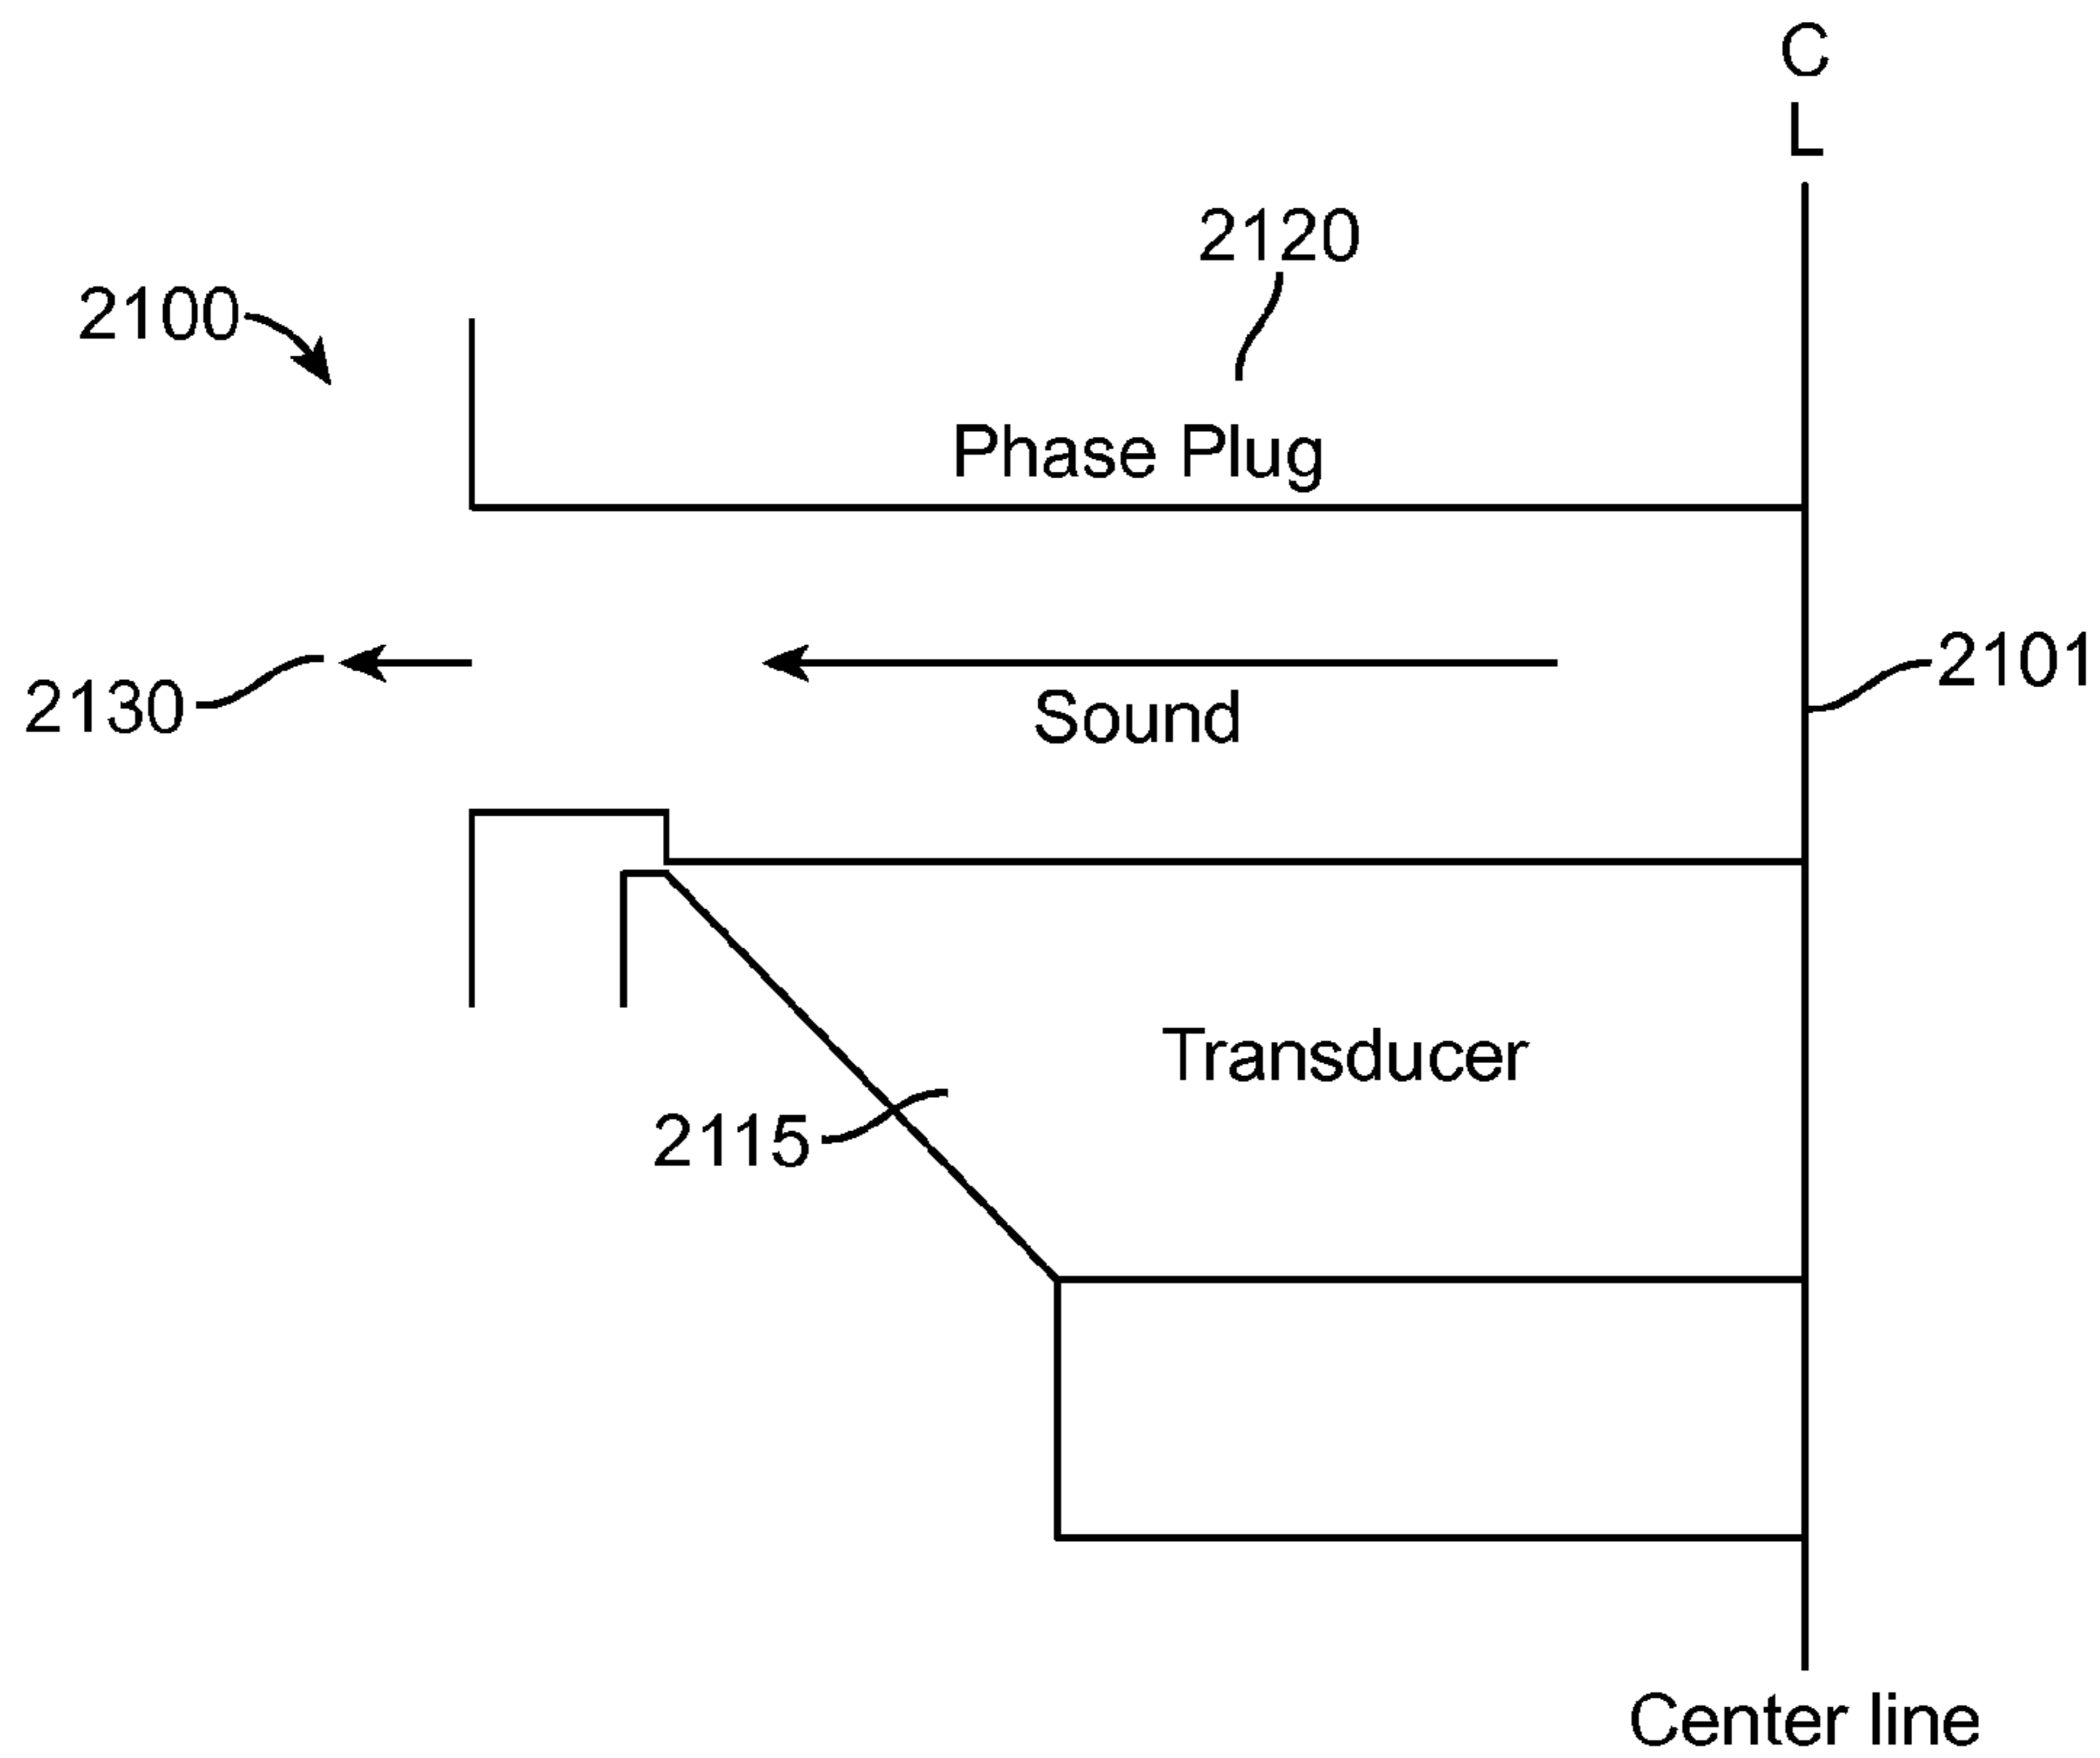 C
L
2120
2100
Phase Plug
2101
2130
Sound
Transducer
2115
Center line